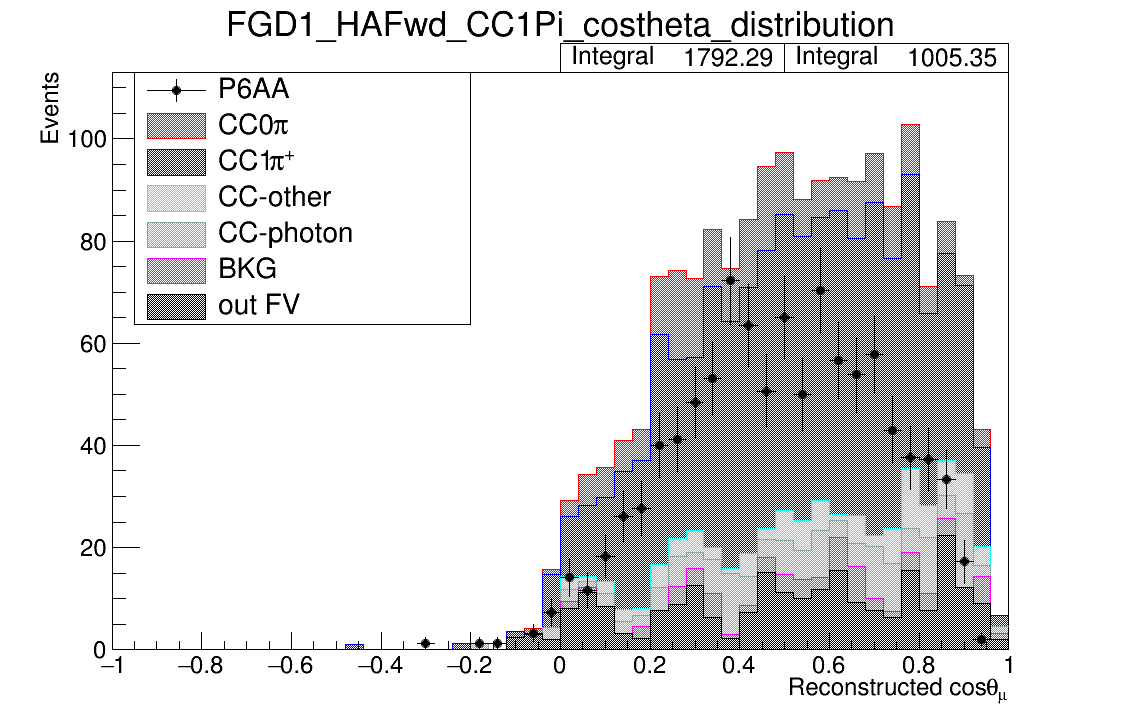 FGD1_HAFwd_CC1Pi_costheta_distribution
Integral 1792.29 Integral 1005.35
Events
P6AA
CC0π
CC1π⁺
CC-other
CC-photon
BKG
out FV
100
80
60
40
20
0
−1 −0.8 −0.6 −0.4 −0.2 0 0.2 0.4 0.6 0.8 1
Reconstructed cosθμ